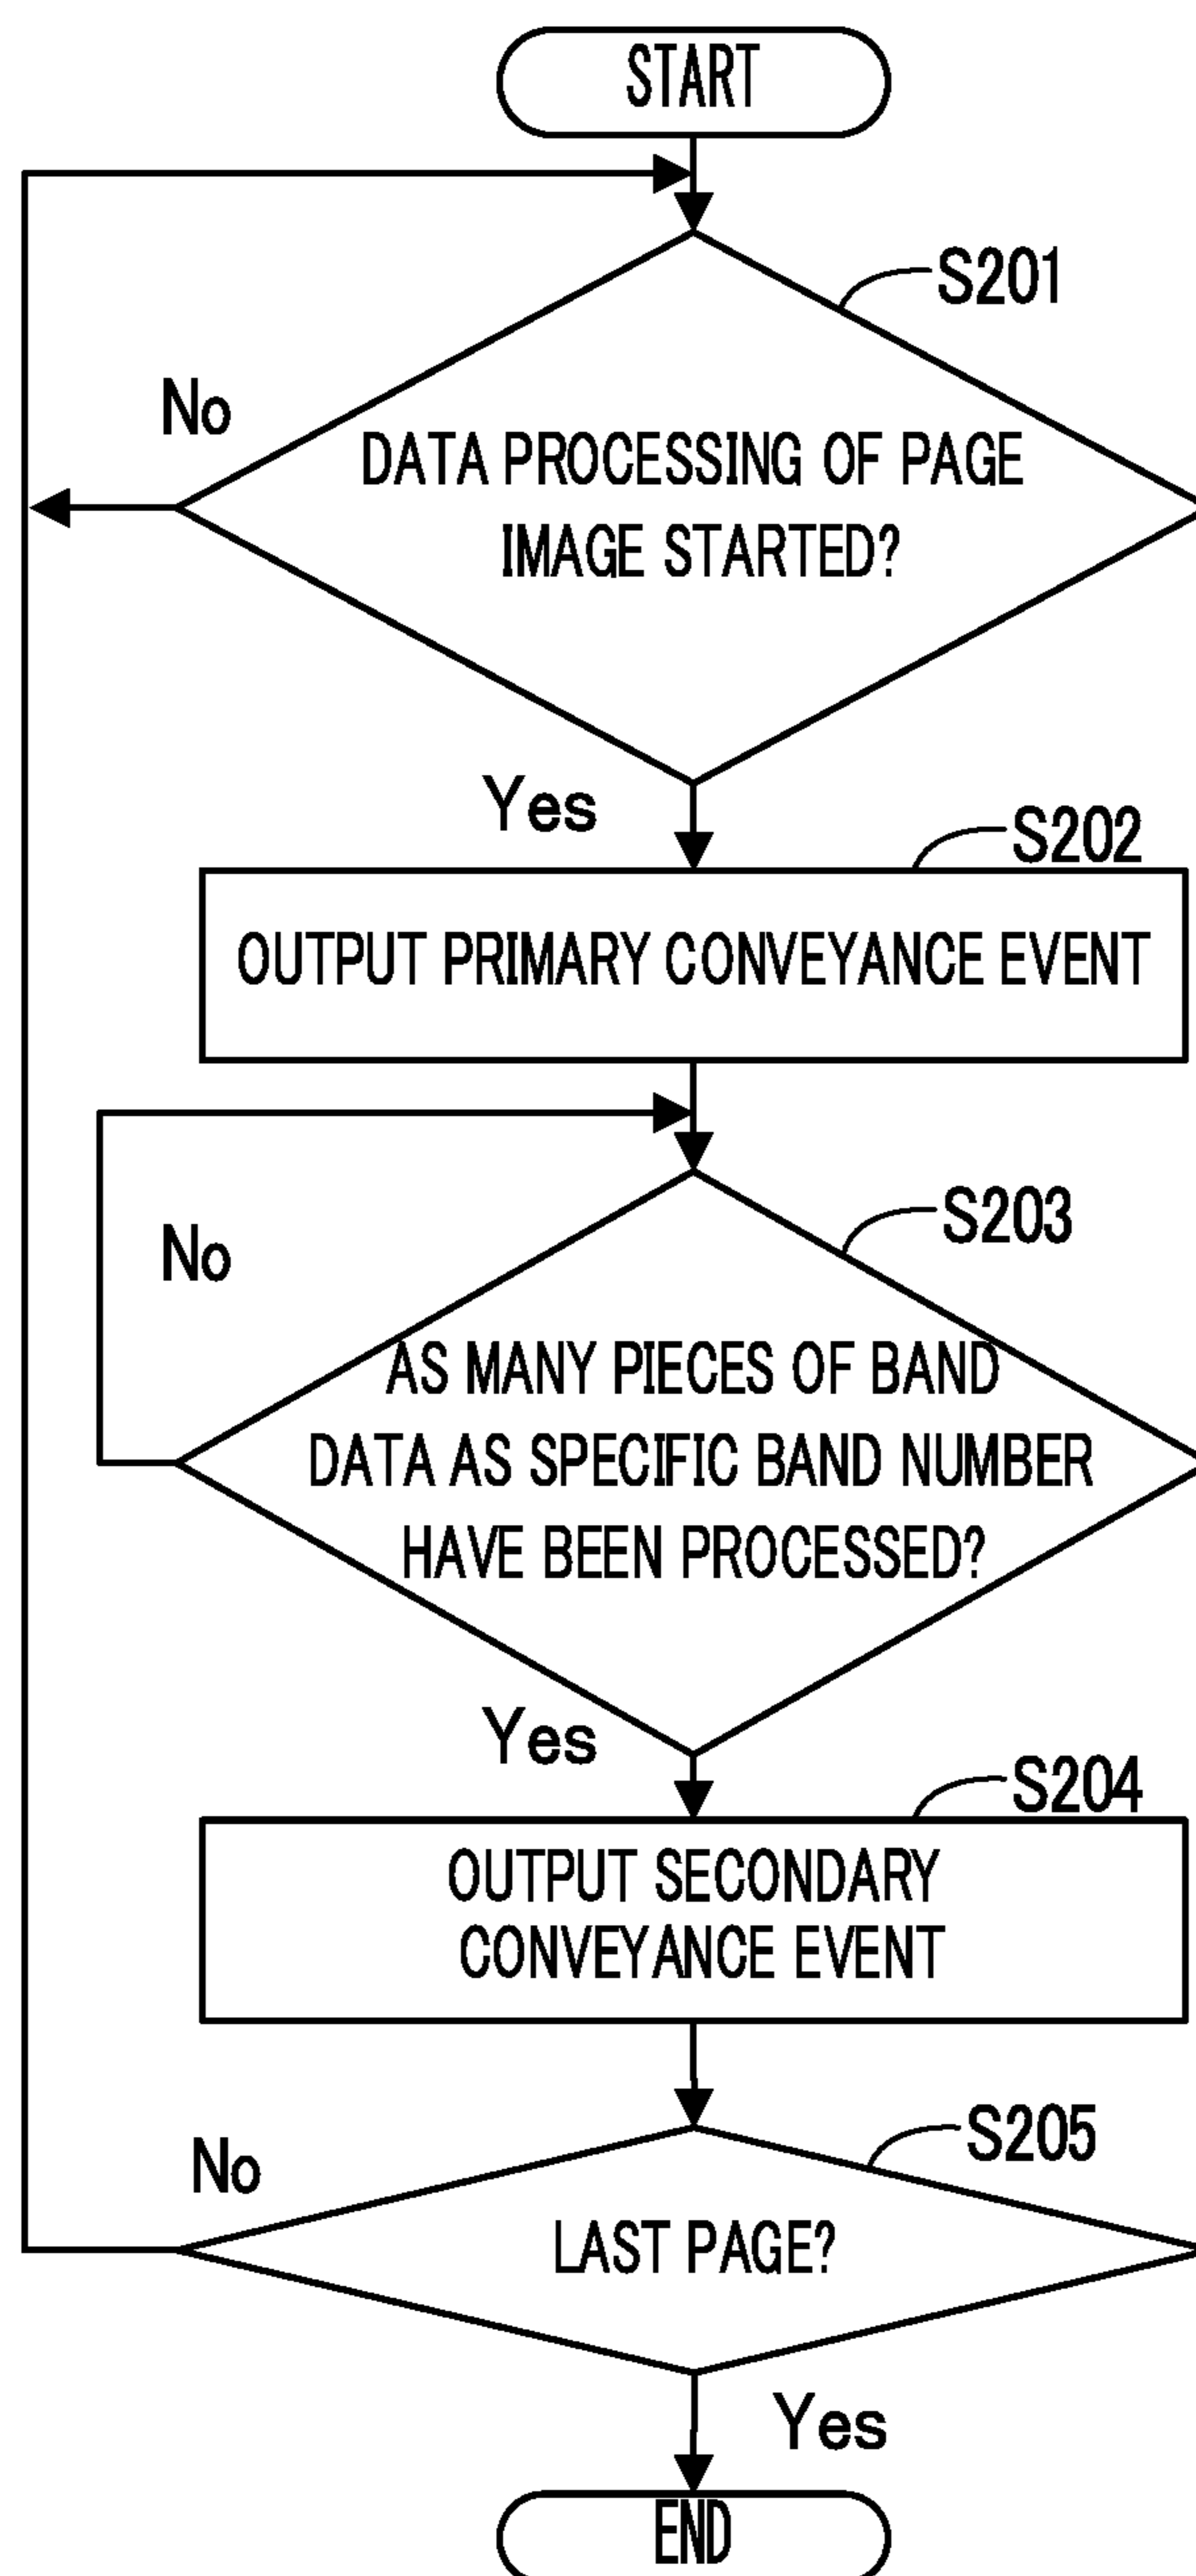 START
S201
No
DATA PROCESSING OF PAGE
IMAGE STARTED?
Yes
S202
OUTPUT PRIMARY CONVEYANCE EVENT
S203
No
AS MANY PIECES OF BAND
DATA AS SPECIFIC BAND NUMBER
HAVE BEEN PROCESSED?
Yes
S204
OUTPUT SECONDARY
CONVEYANCE EVENT
S205
No
LAST PAGE?
Yes
END